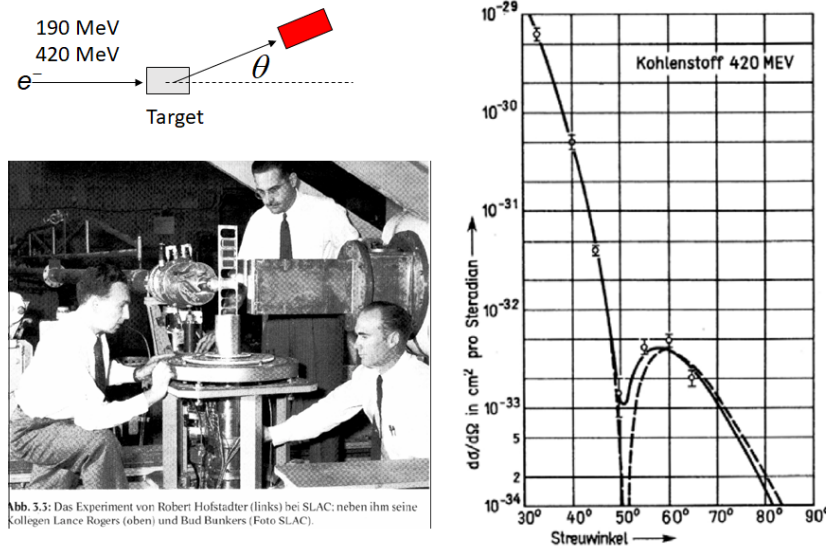 190 MeV
420 MeV
e⁻
θ
Target
Abb. 3.3: Das Experiment von Robert Hofstadter (links) bei SLAC; neben ihm seine
Kollegen Lance Rogers (oben) und Bud Bunkers (Foto SLAC).
Kohlenstoff 420 MEV
dσ/dΩ in cm² pro Steradian
10⁻²⁹
10⁻³⁰
10⁻³¹
10⁻³²
10⁻³³
5
2
10⁻³⁴
30° 40° 50° 60° 70° 80° 90°
Streuwinkel